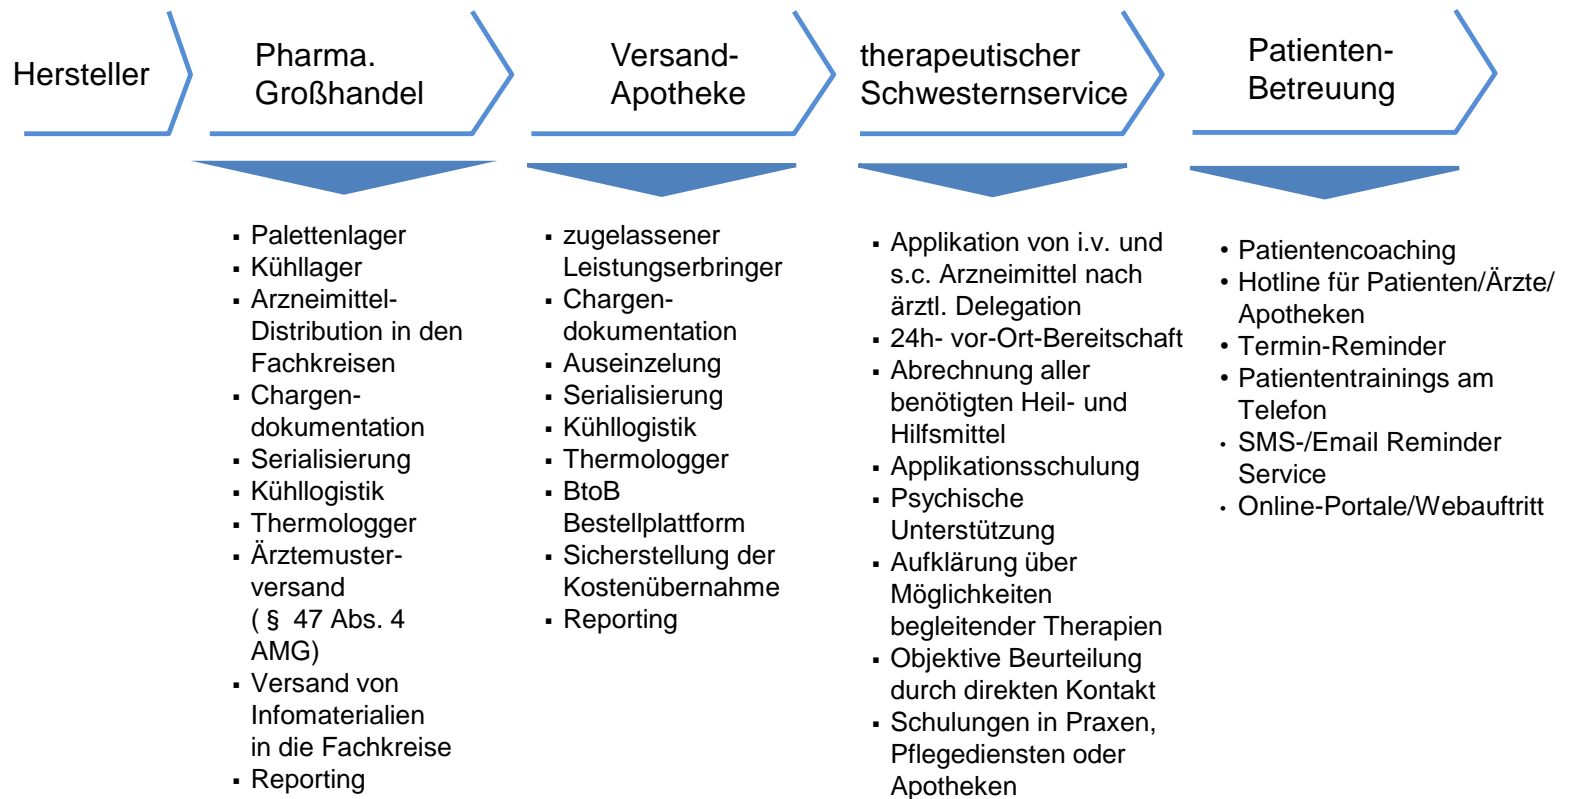 Hersteller
Pharma.
Großhandel
Versand-
Apotheke
therapeutischer
Schwesternservice
Patienten-
Betreuung
▪ Palettenlager
▪ Kühllager
▪ Arzneimittel-
Distribution in den
Fachkreisen
▪ Chargen-
dokumentation
▪ Serialisierung
▪ Kühllogistik
▪ Thermologger
▪ Ärztemuster-
versand
( § 47 Abs. 4
AMG)
▪ Versand von
Infomaterialien
in die Fachkreise
▪ Reporting
▪ zugelassener
Leistungserbringer
▪ Chargen-
dokumentation
▪ Auseinzelung
▪ Serialisierung
▪ Kühllogistik
▪ Thermologger
▪ BtoB
Bestellplattform
▪ Sicherstellung der
Kostenübernahme
▪ Reporting
▪ Applikation von i.v. und
s.c. Arzneimittel nach
ärztl. Delegation
▪ 24h- vor-Ort-Bereitschaft
▪ Abrechnung aller
benötigten Heil- und
Hilfsmittel
▪ Applikationsschulung
▪ Psychische
Unterstützung
▪ Aufklärung über
Möglichkeiten
begleitender Therapien
▪ Objektive Beurteilung
durch direkten Kontakt
▪ Schulungen in Praxen,
Pflegediensten oder
Apotheken
• Patientencoaching
• Hotline für Patienten/Ärzte/
Apotheken
• Termin-Reminder
• Patiententrainings am
Telefon
• SMS-/Email Reminder
Service
• Online-Portale/Webauftritt